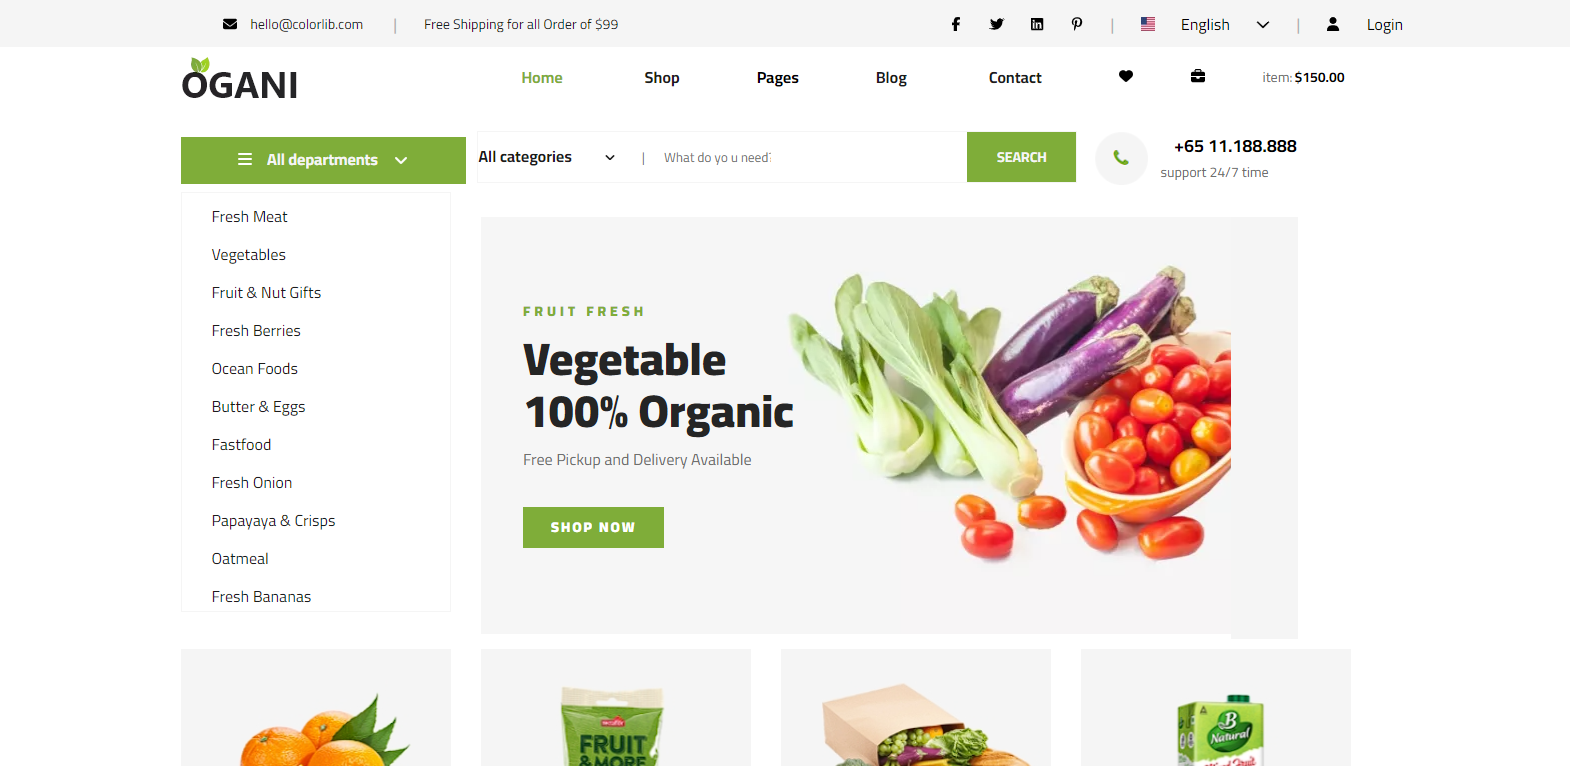 hello@colorlib.com | Free Shipping for all Order of $99 | English | Login
OGANI
Home Shop Pages Blog Contact item: $150.00
All departments
All categories | What do yo u need? SEARCH
+65 11.188.888
support 24/7 time
Fresh Meat
Vegetables
Fruit & Nut Gifts
Fresh Berries
Ocean Foods
Butter & Eggs
Fastfood
Fresh Onion
Papayaya & Crisps
Oatmeal
Fresh Bananas
FRUIT FRESH
Vegetable
100% Organic
Free Pickup and Delivery Available
SHOP NOW
FRUIT
& MORE
B
Natural